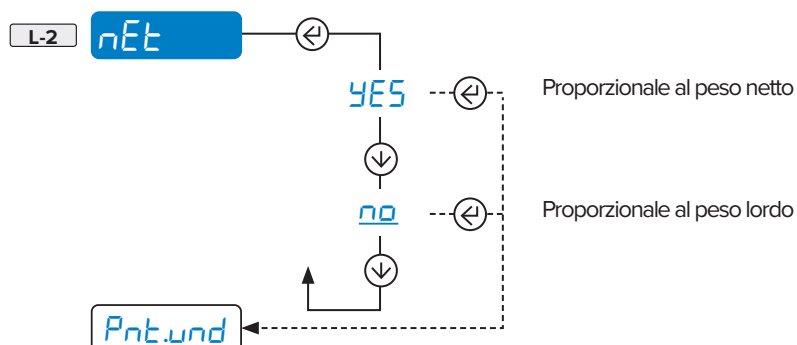 L-2 nEt
YES Proporzionale al peso netto
no Proporzionale al peso lordo
Pnt.und